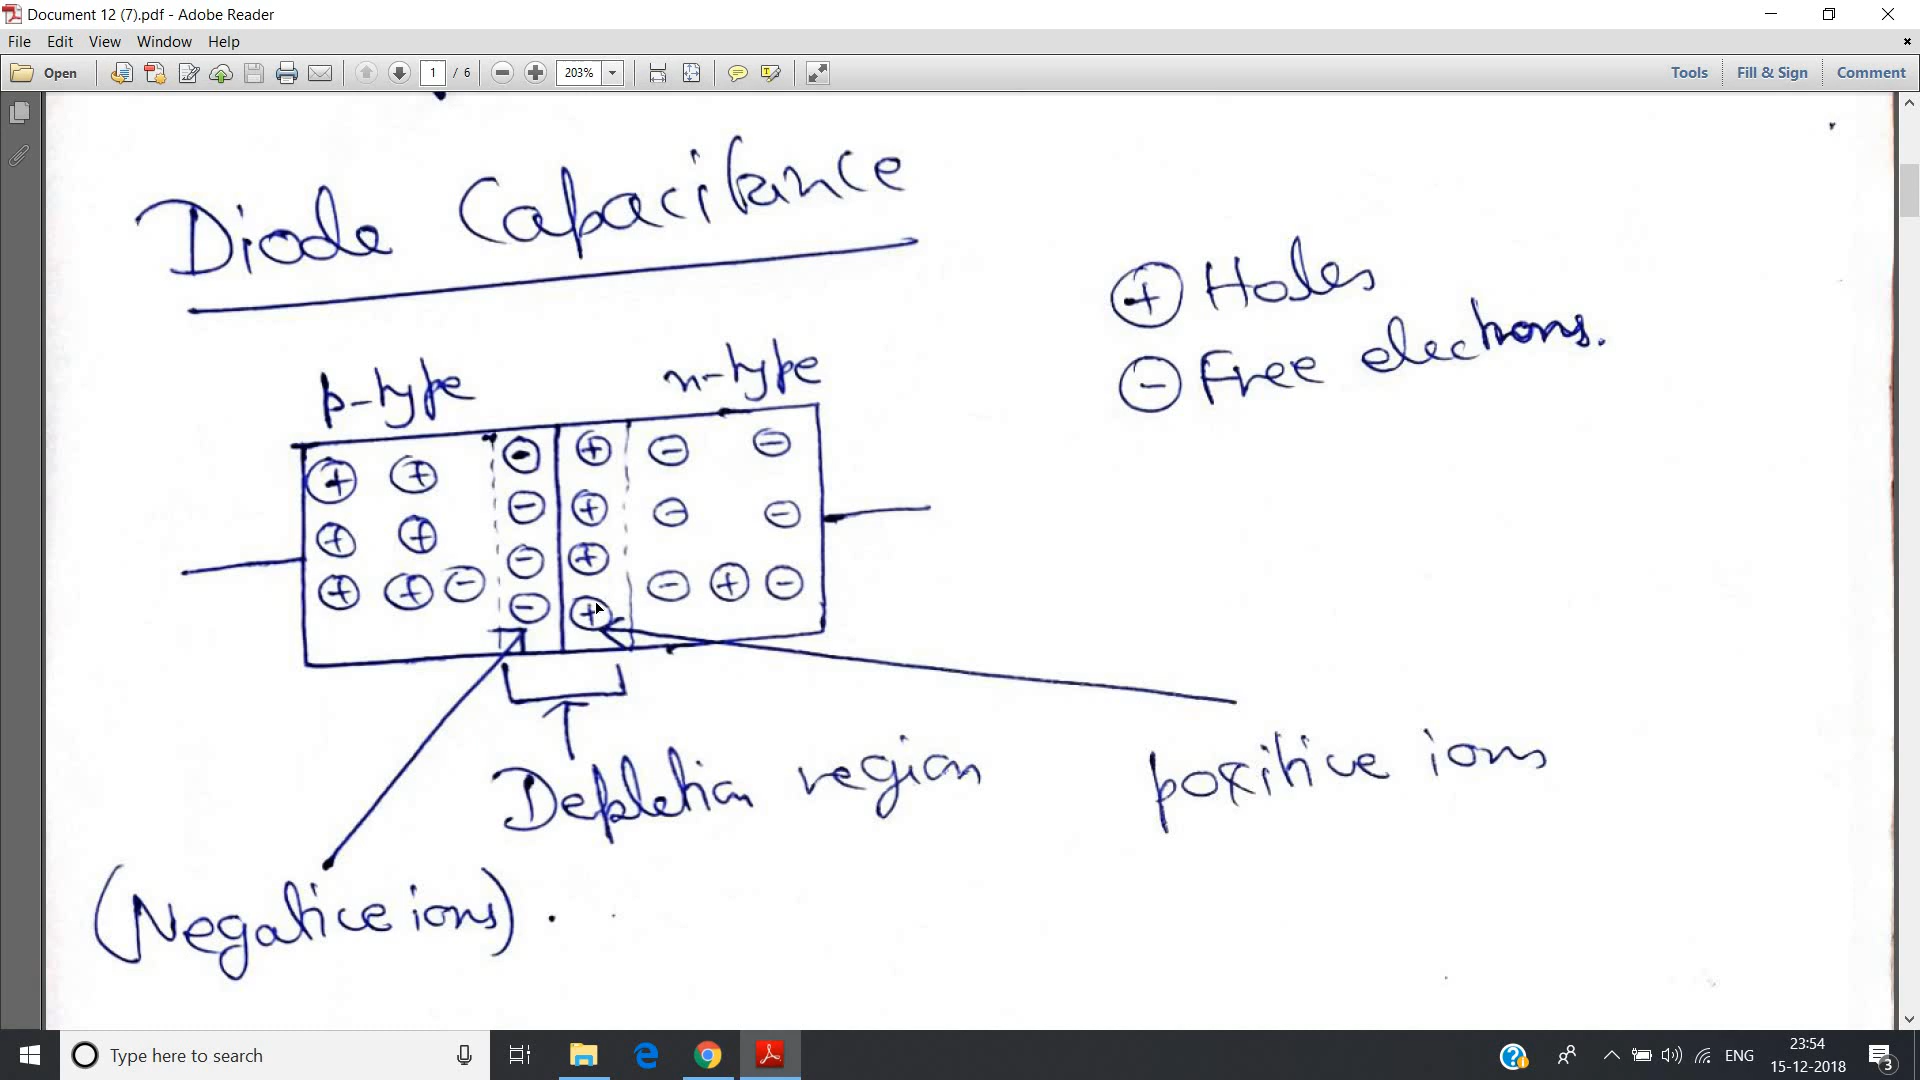 Document 12 (7).pdf - Adobe Reader
File Edit View Window Help
Open 1 / 6 203% Tools Fill & Sign Comment
Diode Capacitance
+ Holes
- Free electrons.
p-type n-type
+ + - + - -
+ + - + - -
- +
+ + - - + - + -
Depletion region
positive ions
(Negative ions).
Type here to search
ENG
23:54
15-12-2018
3